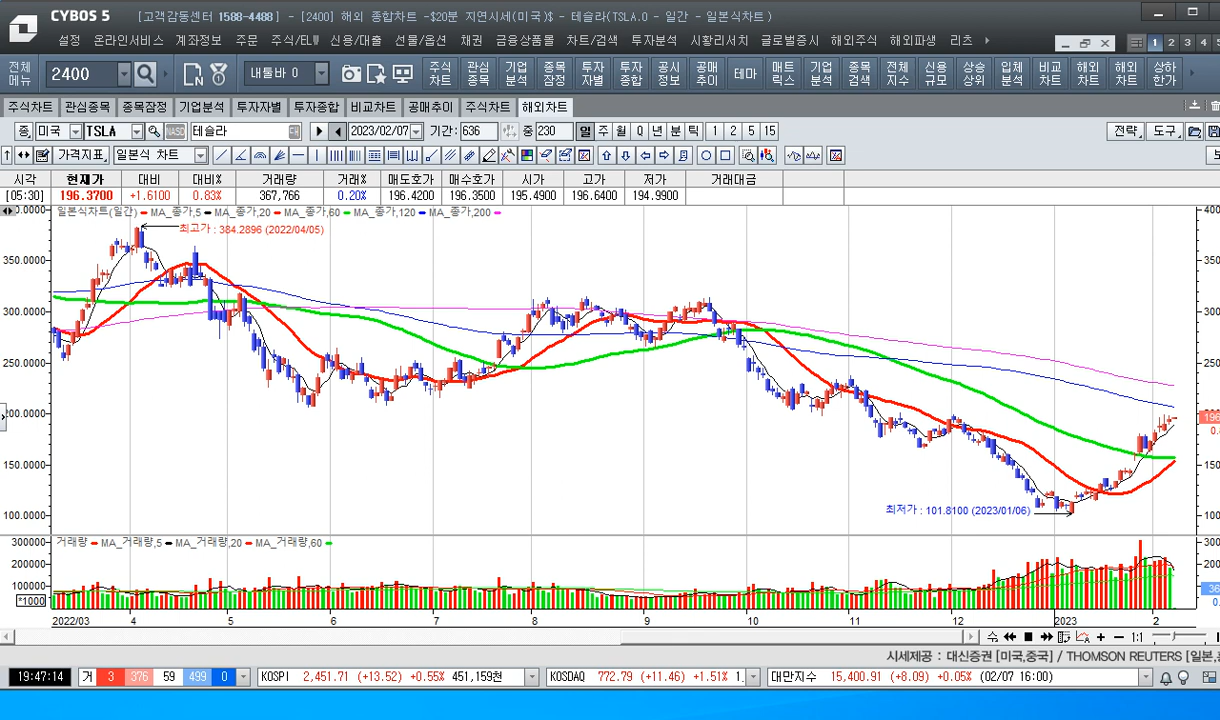 CYBOS 5 [고객감동센터 1588-4488] - [2400] 해외 종합차트 -$20분 지연시세(미국)$ - 테슬라(TSLA.O - 일간 - 일본식차트)
설정 온라인서비스 계좌정보 주문 주식/ELW 신용/대출 선물/옵션 채권 금융상품몰 차트/검색 투자분석 시황리서치 글로벌증시 해외주식 해외파생 리츠 1 2 3 4
전체메뉴 2400 내툴바 0 주식차트 관심종목 기업분석 종목잠정 투자자별 투자종합 공시정보 공매추이 테마 매트릭스 기업분석 종목검색 전체지수 신용규모 상승상위 입체분석 비교차트 해외차트 해외차트 상하한가
주식차트 관심종목 종목잠정 기업분석 투자자별 투자종합 비교차트 공매추이 주식차트 해외차트
종 미국 TSLA NASD 테슬라 2023/02/07 기간: 636 중 230 일 주 월 Q 년 분 틱 1 2 5 15 전략 도구
가격지표 일본식 차트
시각 현재가 대비 대비% 거래량 거래% 매도호가 매수호가 시가 고가 저가 거래대금
[05:30] 196.3700 +1.6100 0.83% 367,766 0.20% 196.4200 196.3500 195.4900 196.6400 194.9900
일본식차트(일간) MA_종가,5 MA_종가,20 MA_종가,60 MA_종가,120 MA_종가,200
400
최고가 : 384.2896 (2022/04/05)
350.0000 350
300.0000 300
250.0000 250
200.0000
196
150.0000 150
최저가 : 101.8100 (2023/01/06)
100.0000 100
거래량 MA_거래량,5 MA_거래량,20 MA_거래량,60
300000 300
200000 200
100000
*1000
2022/03 4 5 6 7 8 9 10 11 12 2023 2
1:1
시세제공 : 대신증권 [미국,중국] / THOMSON REUTERS [일본,
19:47:14 거 3 376 59 499 0 KOSPI 2,451.71 (+13.52) +0.55% 451,159천 KOSDAQ 772.79 (+11.46) +1.51% 1. 대만지수 15,400.91 (+8.09) +0.05% (02/07 16:00)